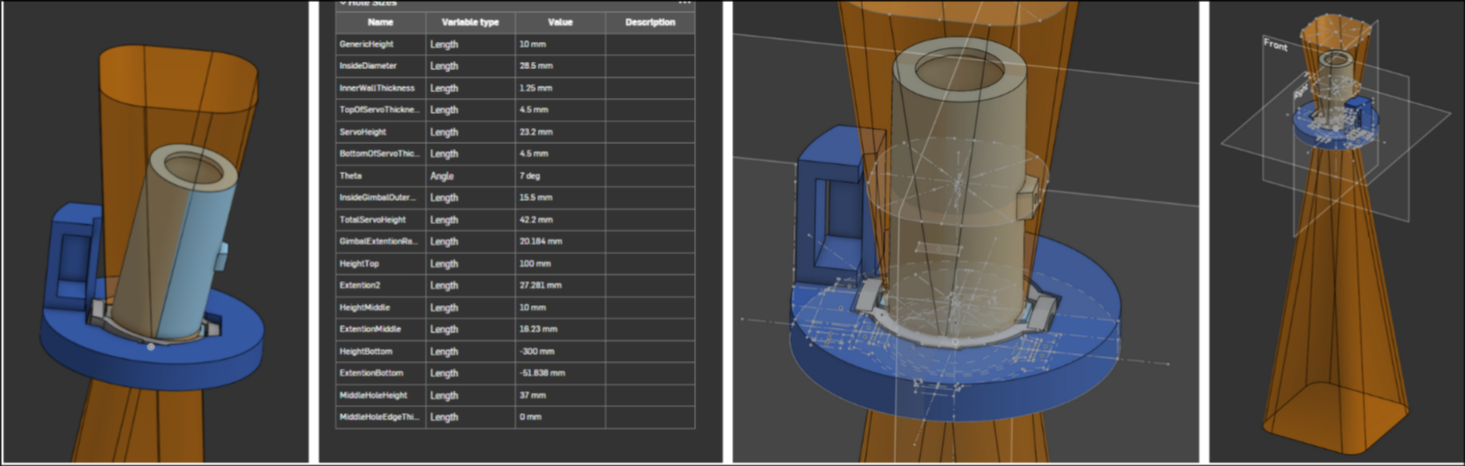 Hole Sizes
Name Variable type Value Description
GenericHeight Length 10 mm
InsideDiameter Length 28.5 mm
InnerWallThickness Length 1.25 mm
TopOfServoThickne... Length 4.5 mm
ServoHeight Length 23.2 mm
BottomOfServoThic... Length 4.5 mm
Theta Angle 7 deg
InsideGimbalOuter... Length 15.5 mm
TotalServoHeight Length 42.2 mm
GimbalExtentionRa... Length 20.184 mm
HeightTop Length 100 mm
Extention2 Length 27.281 mm
HeightMiddle Length 10 mm
ExtentionMiddle Length 18.23 mm
HeightBottom Length -300 mm
ExtentionBottom Length -51.838 mm
MiddleHoleHeight Length 37 mm
MiddleHoleEdgeThi... Length 0 mm
Front